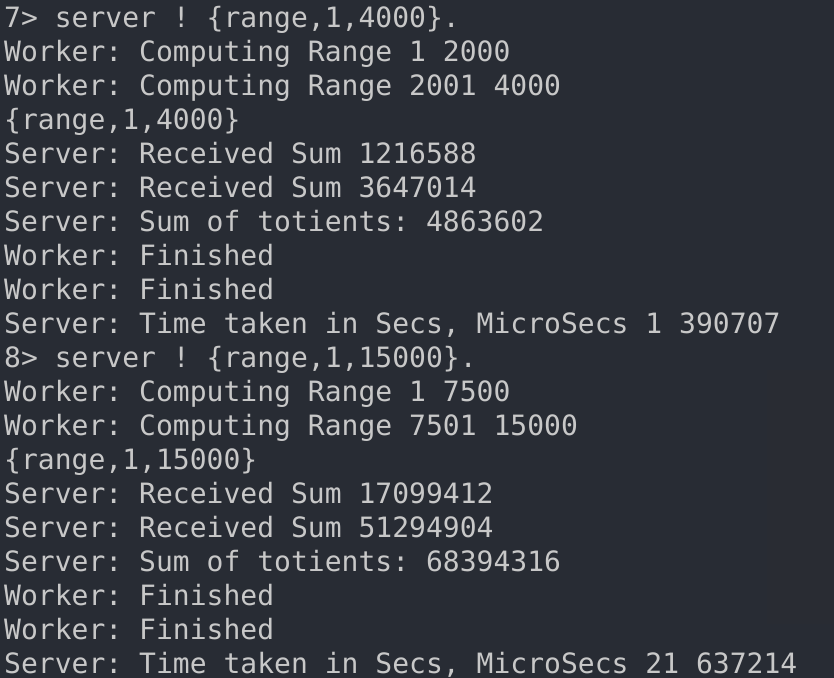 7> server ! {range,1,4000}.
Worker: Computing Range 1 2000
Worker: Computing Range 2001 4000
{range,1,4000}
Server: Received Sum 1216588
Server: Received Sum 3647014
Server: Sum of totients: 4863602
Worker: Finished
Worker: Finished
Server: Time taken in Secs, MicroSecs 1 390707
8> server ! {range,1,15000}.
Worker: Computing Range 1 7500
Worker: Computing Range 7501 15000
{range,1,15000}
Server: Received Sum 17099412
Server: Received Sum 51294904
Server: Sum of totients: 68394316
Worker: Finished
Worker: Finished
Server: Time taken in Secs, MicroSecs 21 637214